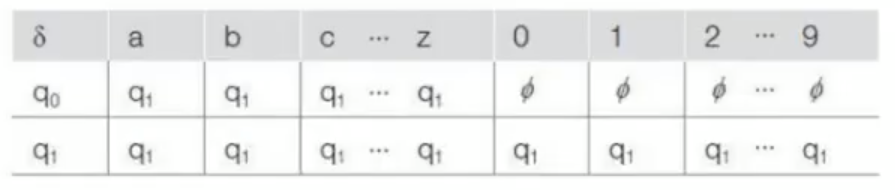 δ a b c ··· z 0 1 2 ··· 9
q₀ q₁ q₁ q₁ ··· q₁ ϕ ϕ ϕ ··· ϕ
q₁ q₁ q₁ q₁ ··· q₁ q₁ q₁ q₁ ··· q₁